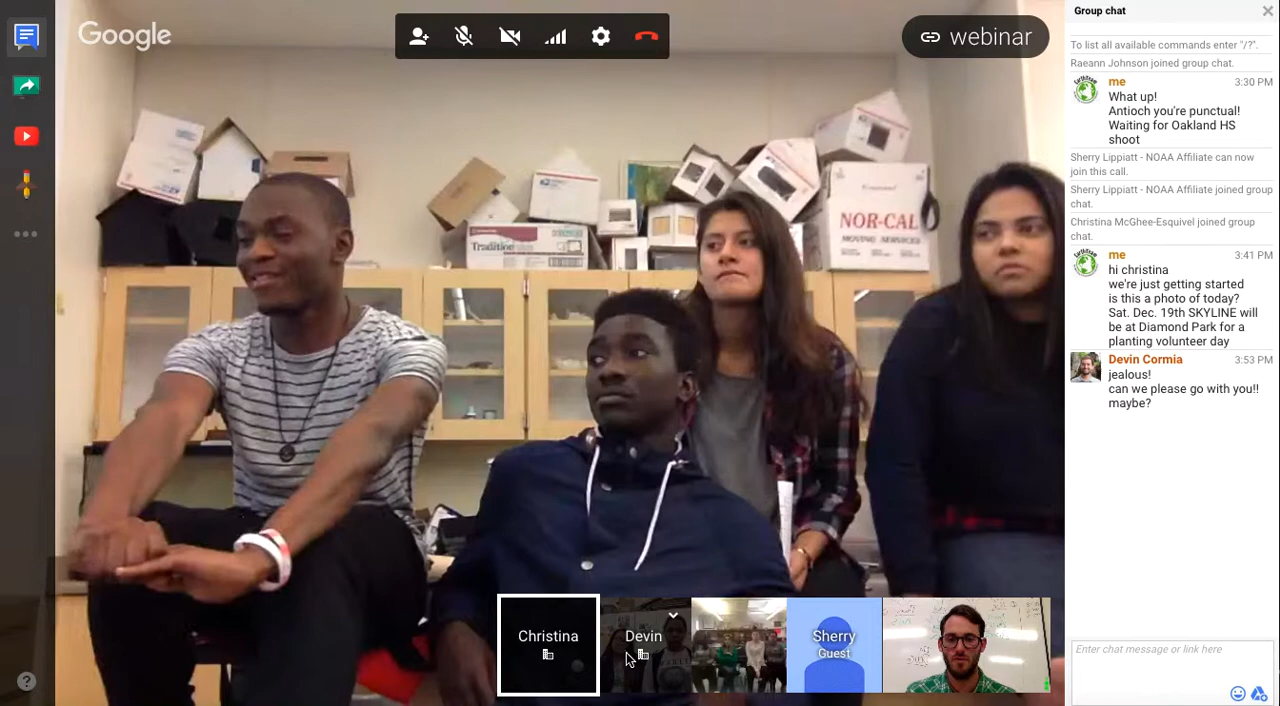 Google
webinar
Tradition
NOR-CAL
MOVING SERVICES
Christina
Devin
Sherry
Guest
Group chat
To list all available commands enter "/?".
Raeann Johnson joined group chat.
me 3:30 PM
What up!
Antioch you're punctual!
Waiting for Oakland HS
shoot
Sherry Lippiatt - NOAA Affiliate can now
join this call.
Sherry Lippiatt - NOAA Affiliate joined group
chat.
Christina McGhee-Esquivel joined group
chat.
me 3:41 PM
hi christina
we're just getting started
is this a photo of today?
Sat. Dec. 19th SKYLINE will
be at Diamond Park for a
planting volunteer day
Devin Cormia 3:53 PM
jealous!
can we please go with you!!
maybe?
Enter chat message or link here